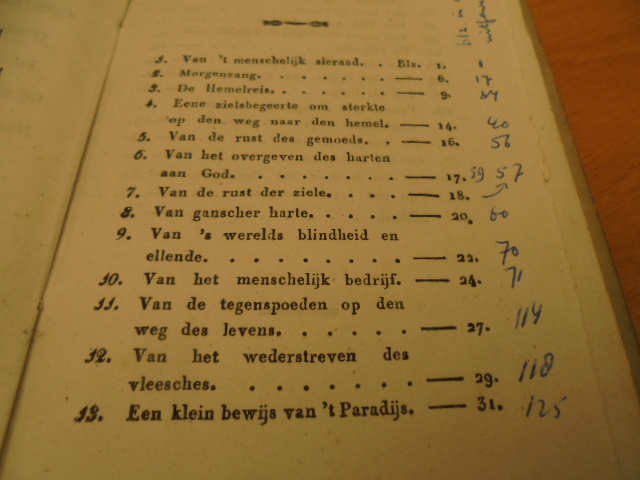 blz in
1. Van 't menschelijk sieraad. . Bls. 1. 1
2. Morgenzang. . . . . . . — 6. 17
3. De Hemelreis. . . . . . — 9. 34
4. Eene zielsbegeerte om sterkte
op den weg naar den hemel. — 14. 40
5. Van de rust des gemoeds. . . — 16. 56
6. Van het overgeven des harten
aan God. . . . . . . . — 17. 59 57
7. Van de rust der ziele. . . . — 18.
8. Van ganscher harte. . . . . — 20. 60
9. Van 's werelds blindheid en
ellende. . . . . . . . — 22. 70
10. Van het menschelijk bedrijf. — 24. 71
11. Van de tegenspoeden op den
weg des levens. . . . . . — 27. 114
12. Van het wederstreven des
vleesches. . . . . . . . — 29. 118
13. Een klein bewijs van 't Paradijs. — 31. 125